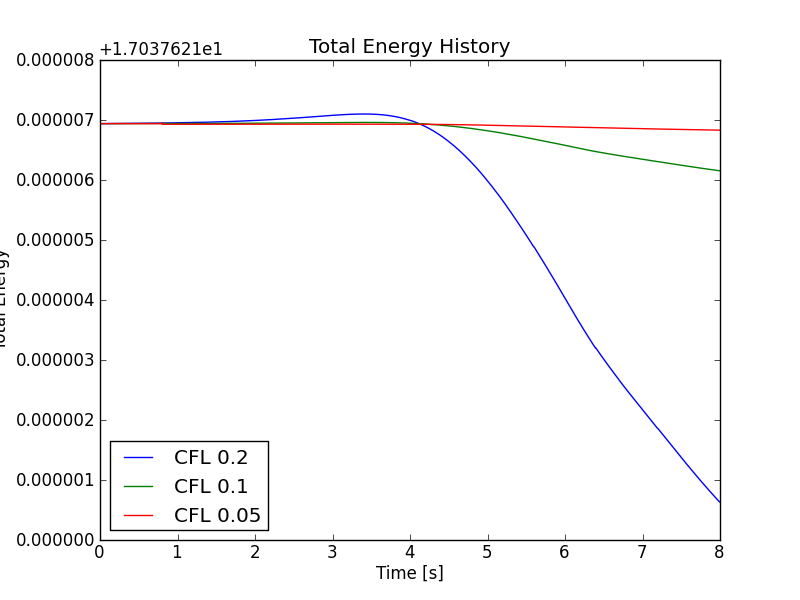 +1.7037621e1
Total Energy History
0.000008
0.000007
0.000006
0.000005
0.000004
0.000003
0.000002
0.000001
0.000000
Total Energy
CFL 0.2
CFL 0.1
CFL 0.05
0 1 2 3 4 5 6 7 8
Time [s]